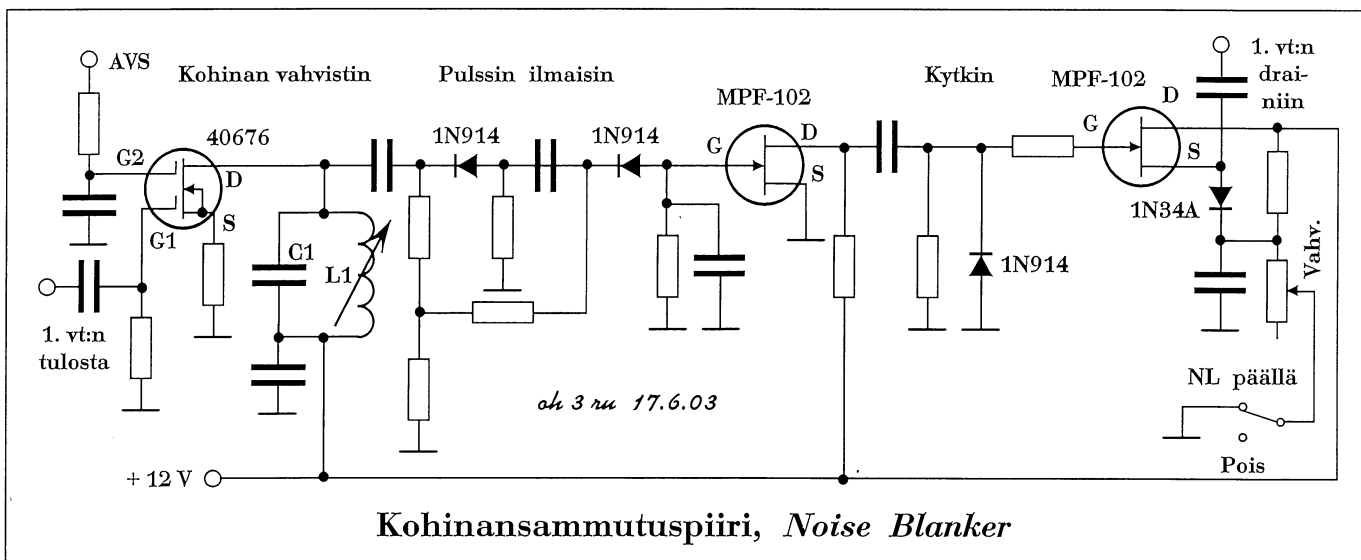 AVS
Kohinan vahvistin
Pulssin ilmaisin
Kytkin
1. vt:n
drai-
niin
MPF-102
MPF-102
40676
1N914
1N914
G2
D
S
G1
G
D
S
G
D
S
C1
L1
1N914
1N34A
Vahv.
1. vt:n
tulosta
NL päällä
Pois
oh 3 ru 17.6.03
+ 12 V
Kohinansammutuspiiri, Noise Blanker